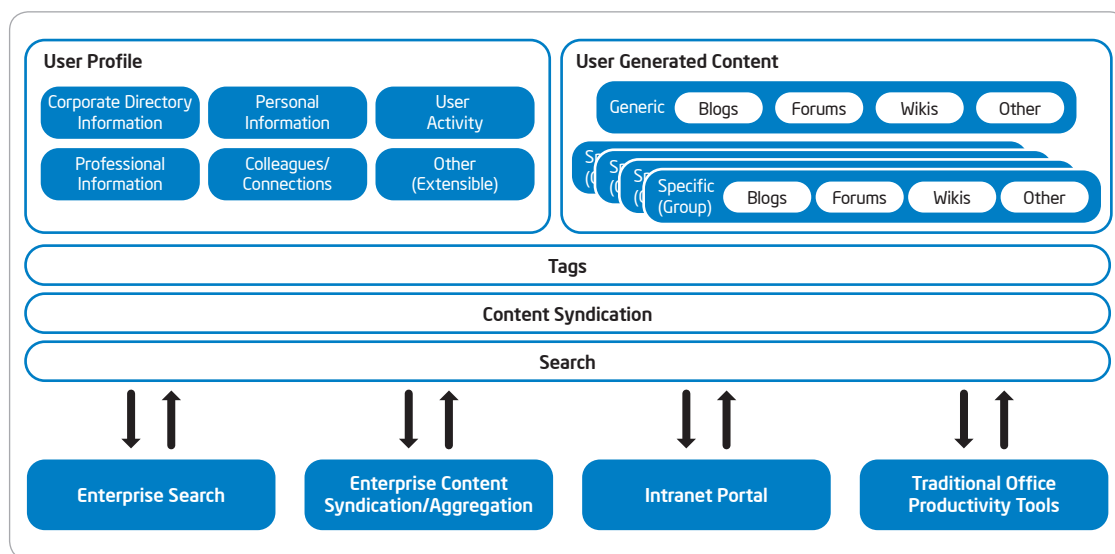 User Profile
Corporate Directory
Information
Personal
Information
User
Activity
Professional
Information
Colleagues/
Connections
Other
(Extensible)
User Generated Content
Generic
Blogs
Forums
Wikis
Other
Specific
(Group)
Blogs
Forums
Wikis
Other
Tags
Content Syndication
Search
Enterprise Search
Enterprise Content
Syndication/Aggregation
Intranet Portal
Traditional Office
Productivity Tools